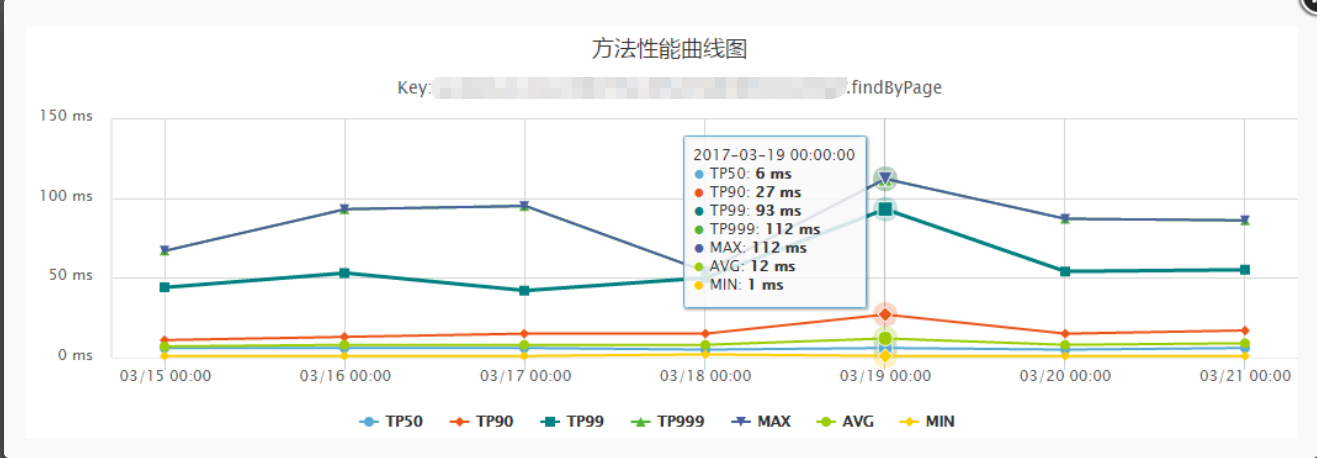 方法性能曲线图
Key: .findByPage
150 ms
100 ms
50 ms
0 ms
2017-03-19 00:00:00
TP50: 6 ms
TP90: 27 ms
TP99: 93 ms
TP999: 112 ms
MAX: 112 ms
AVG: 12 ms
MIN: 1 ms
03/15 00:00 03/16 00:00 03/17 00:00 03/18 00:00 03/19 00:00 03/20 00:00 03/21 00:00
TP50 TP90 TP99 TP999 MAX AVG MIN